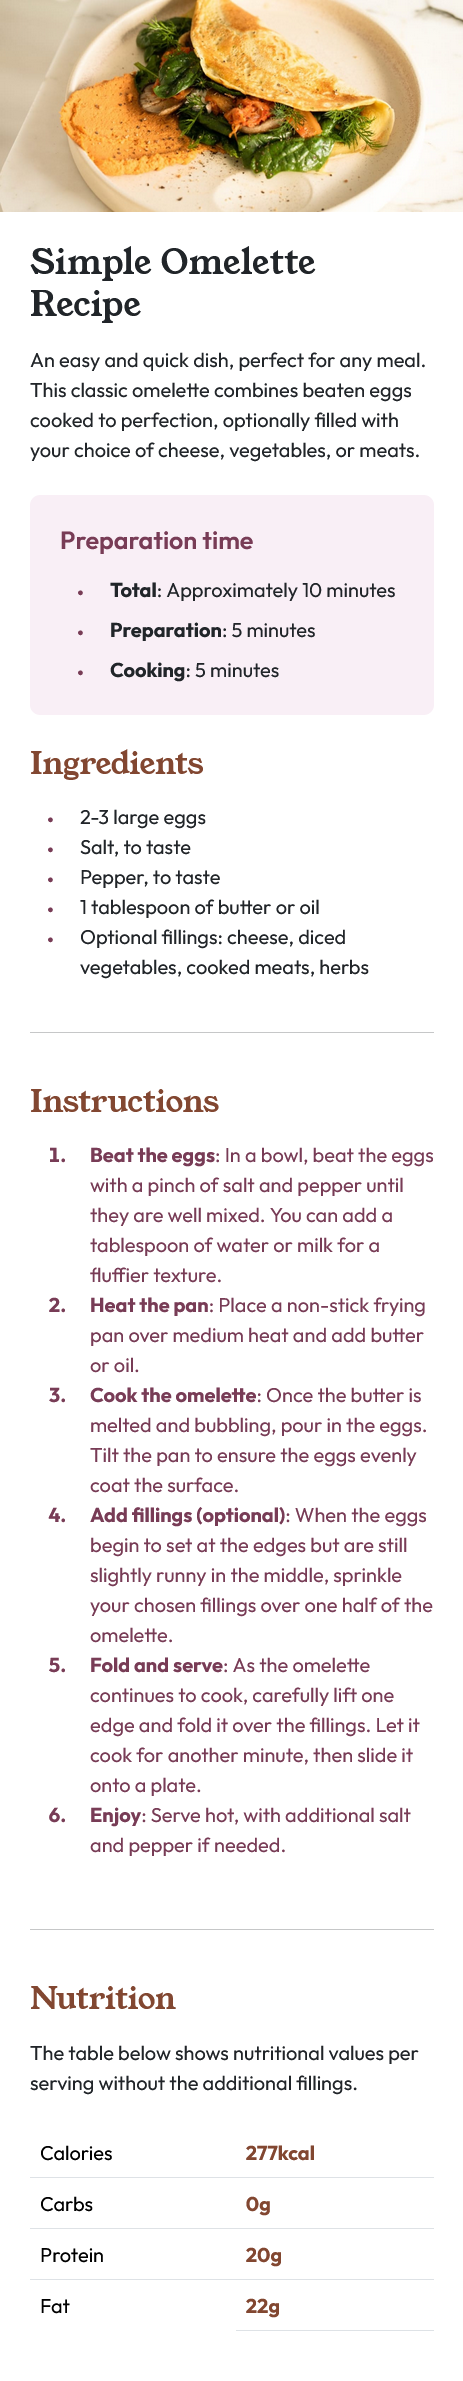 Simple Omelette
Recipe
An easy and quick dish, perfect for any meal.
This classic omelette combines beaten eggs
cooked to perfection, optionally filled with
your choice of cheese, vegetables, or meats.
Preparation time
• Total: Approximately 10 minutes
• Preparation: 5 minutes
• Cooking: 5 minutes
Ingredients
• 2-3 large eggs
• Salt, to taste
• Pepper, to taste
• 1 tablespoon of butter or oil
• Optional fillings: cheese, diced
vegetables, cooked meats, herbs
Instructions
1. Beat the eggs: In a bowl, beat the eggs
with a pinch of salt and pepper until
they are well mixed. You can add a
tablespoon of water or milk for a
fluffier texture.
2. Heat the pan: Place a non-stick frying
pan over medium heat and add butter
or oil.
3. Cook the omelette: Once the butter is
melted and bubbling, pour in the eggs.
Tilt the pan to ensure the eggs evenly
coat the surface.
4. Add fillings (optional): When the eggs
begin to set at the edges but are still
slightly runny in the middle, sprinkle
your chosen fillings over one half of the
omelette.
5. Fold and serve: As the omelette
continues to cook, carefully lift one
edge and fold it over the fillings. Let it
cook for another minute, then slide it
onto a plate.
6. Enjoy: Serve hot, with additional salt
and pepper if needed.
Nutrition
The table below shows nutritional values per
serving without the additional fillings.
Calories 277kcal
Carbs 0g
Protein 20g
Fat 22g